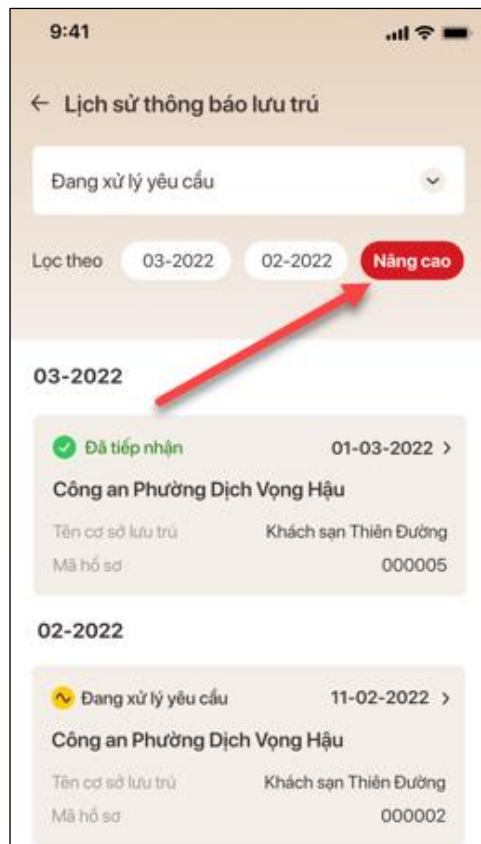 9:41
← Lịch sử thông báo lưu trú
Đang xử lý yêu cầu
Lọc theo 03-2022 02-2022 Nâng cao
03-2022
Đã tiếp nhận 01-03-2022 >
Công an Phường Dịch Vọng Hậu
Tên cơ sở lưu trú Khách sạn Thiên Đường
Mã hồ sơ 000005
02-2022
Đang xử lý yêu cầu 11-02-2022 >
Công an Phường Dịch Vọng Hậu
Tên cơ sở lưu trú Khách sạn Thiên Đường
Mã hồ sơ 000002